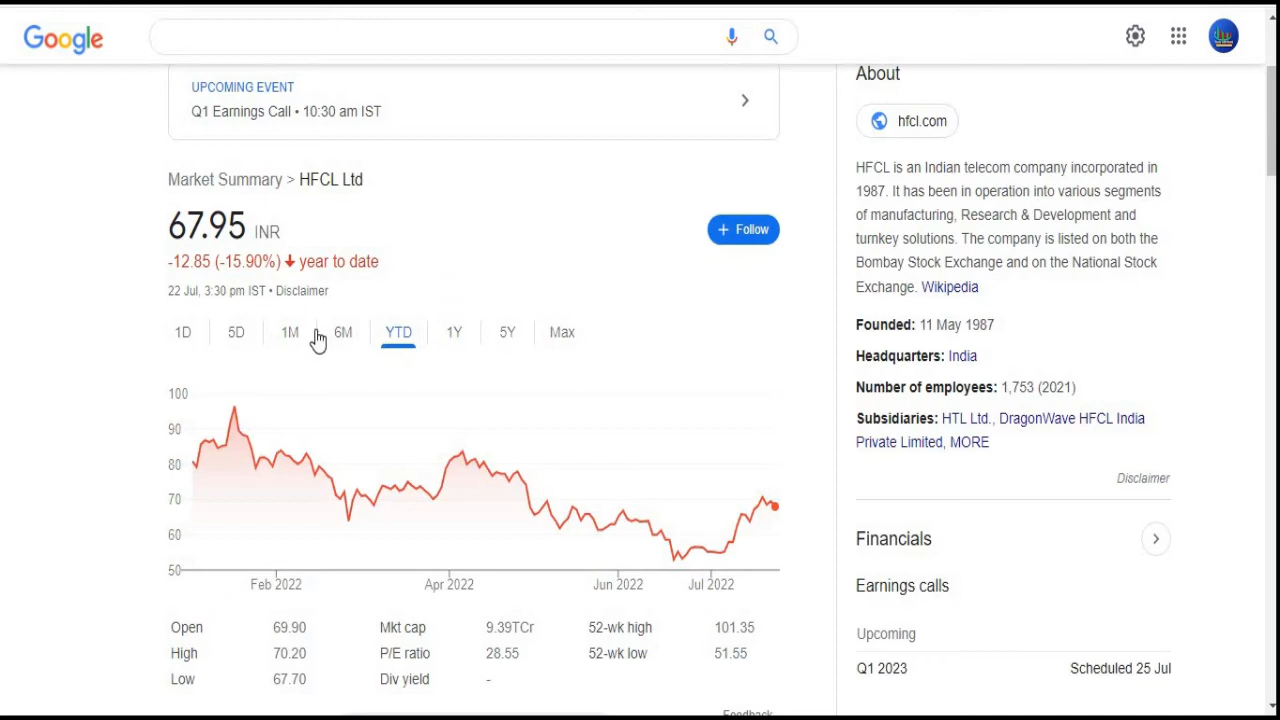 Google
UPCOMING EVENT
Q1 Earnings Call • 10:30 am IST
Market Summary > HFCL Ltd
67.95 INR
+ Follow
-12.85 (-15.90%) ↓ year to date
22 Jul, 3:30 pm IST • Disclaimer
1D 5D 1M 6M YTD 1Y 5Y Max
100
90
80
70
60
50
Feb 2022 Apr 2022 Jun 2022 Jul 2022
Open 69.90 Mkt cap 9.39TCr 52-wk high 101.35
High 70.20 P/E ratio 28.55 52-wk low 51.55
Low 67.70 Div yield -
Feedback
About
hfcl.com
HFCL is an Indian telecom company incorporated in
1987. It has been in operation into various segments
of manufacturing, Research & Development and
turnkey solutions. The company is listed on both the
Bombay Stock Exchange and on the National Stock
Exchange. Wikipedia
Founded: 11 May 1987
Headquarters: India
Number of employees: 1,753 (2021)
Subsidiaries: HTL Ltd., DragonWave HFCL India
Private Limited, MORE
Disclaimer
Financials
Earnings calls
Upcoming
Q1 2023 Scheduled 25 Jul